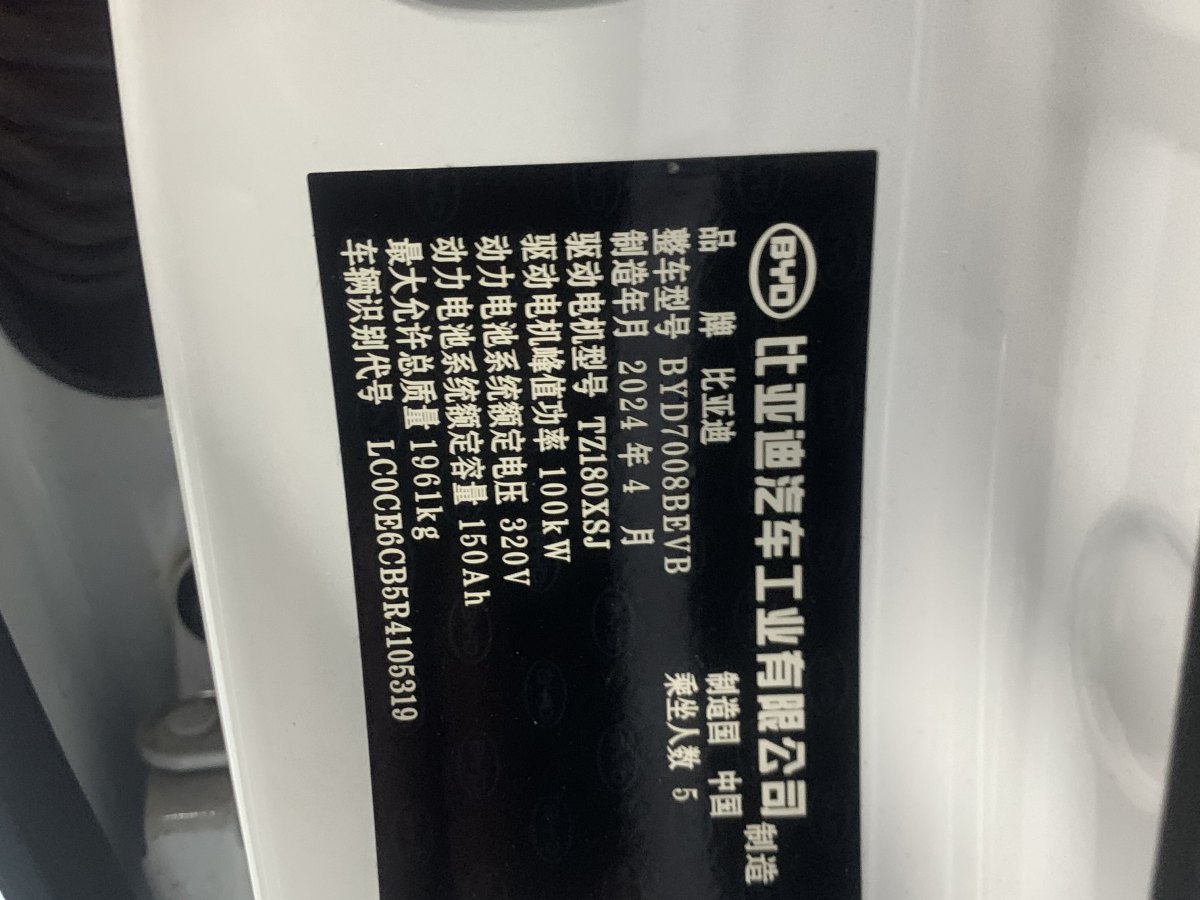 BYD 比亚迪汽车工业有限公司 制造
品 牌 比亚迪 制造国 中国
整车型号 BYD7008BEVB 乘坐人数 5
制造年月 2024 年 4 月
驱动电机型号 TZ180XSJ
驱动电机峰值功率 100kW
动力电池系统额定电压 320V
动力电池系统额定容量 150Ah
最大允许总质量 1961kg
车辆识别代号 LC0CE6CB5R4105319